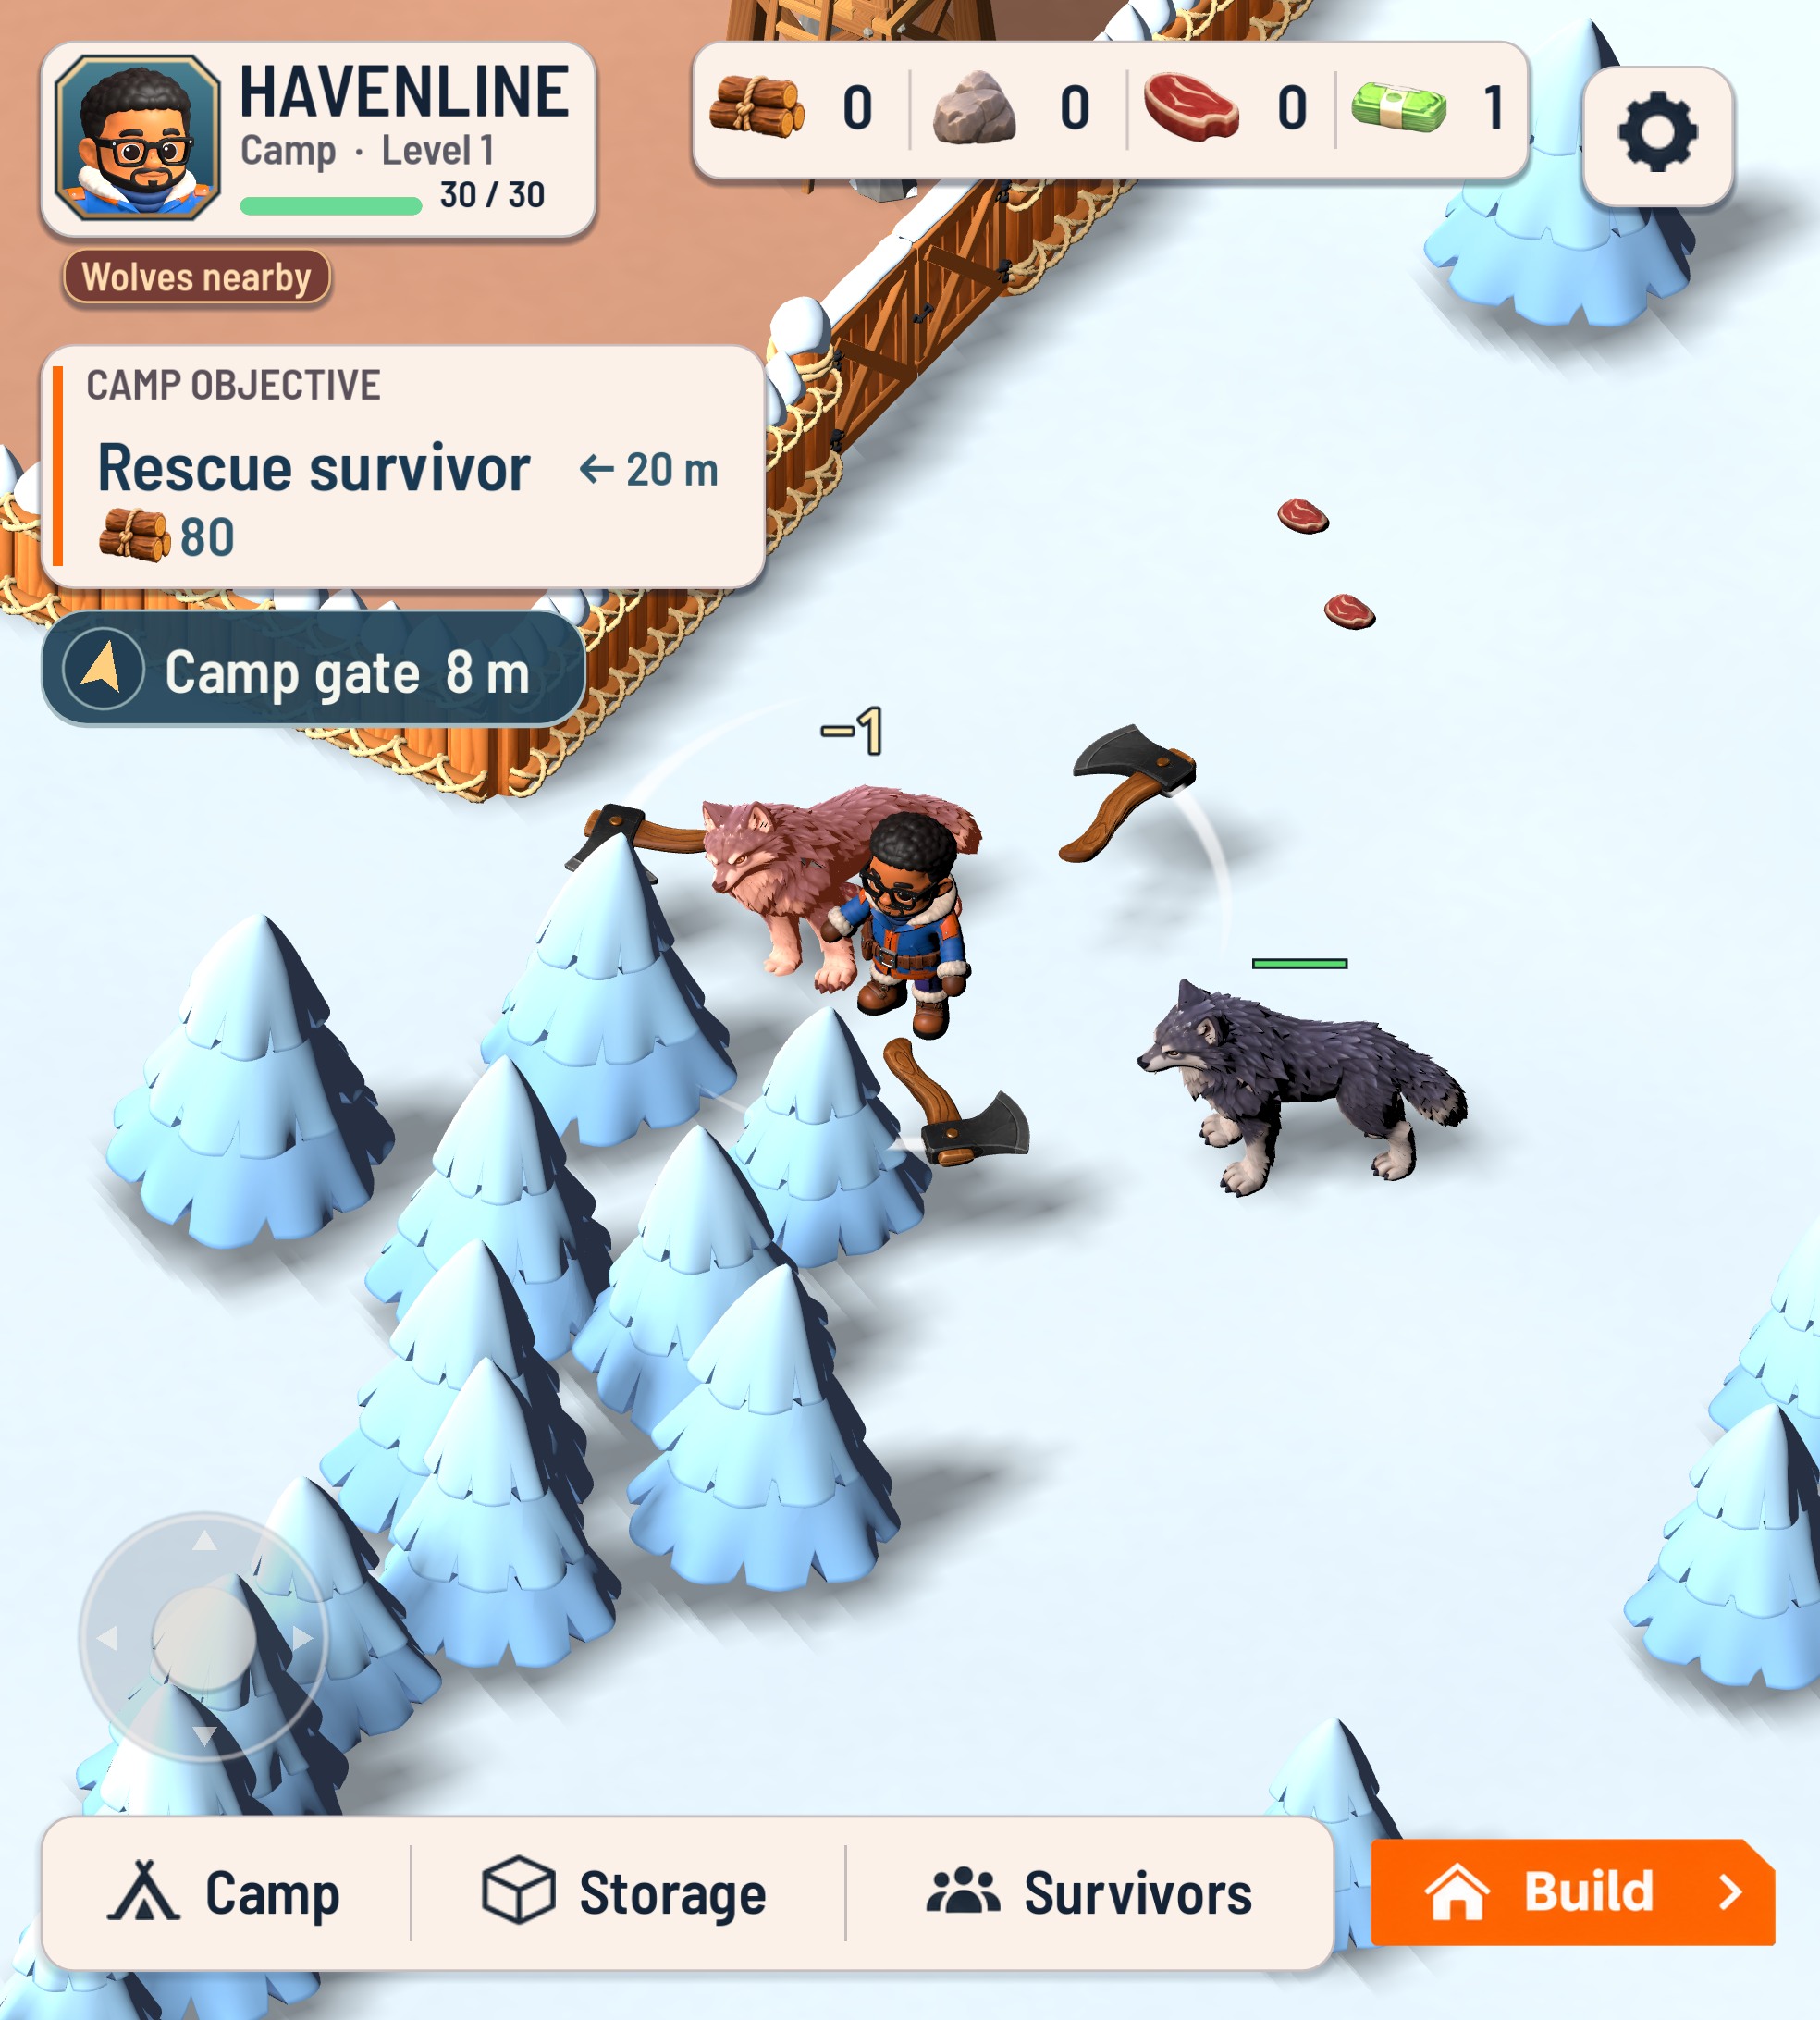 HAVENLINE
Camp · Level 1
30 / 30
0
0
0
1
Wolves nearby
CAMP OBJECTIVE
Rescue survivor ← 20 m
80
Camp gate 8 m
−1
Camp
Storage
Survivors
Build